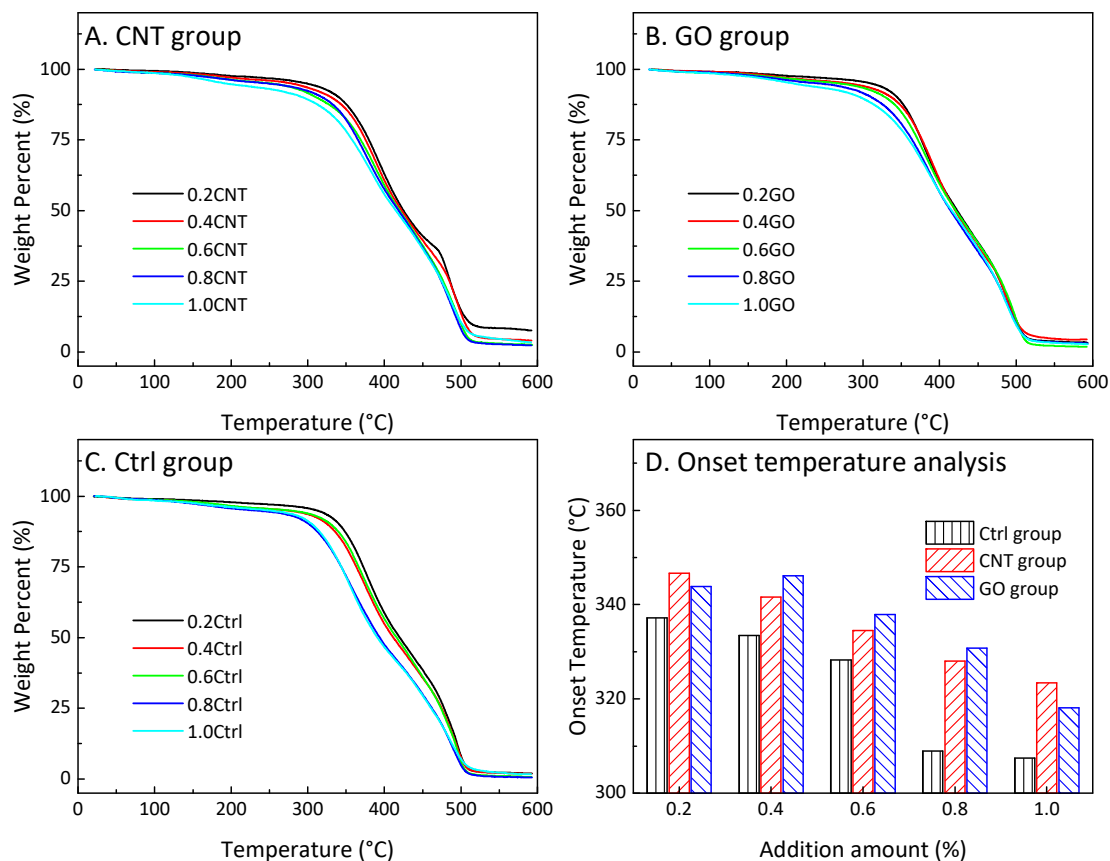 A. CNT group
Weight Percent (%)
100
75
50
25
0
0.2CNT
0.4CNT
0.6CNT
0.8CNT
1.0CNT
0
100
200
300
400
500
600
Temperature (°C)
B. GO group
Weight Percent (%)
100
75
50
25
0
0.2GO
0.4GO
0.6GO
0.8GO
1.0GO
0
100
200
300
400
500
600
Temperature (°C)
C. Ctrl group
Weight Percent (%)
100
75
50
25
0
0.2Ctrl
0.4Ctrl
0.6Ctrl
0.8Ctrl
1.0Ctrl
0
100
200
300
400
500
600
Temperature (°C)
D. Onset temperature analysis
Onset Temperature (°C)
360
340
320
300
Ctrl group
CNT group
GO group
0.2
0.4
0.6
0.8
1.0
Addition amount (%)